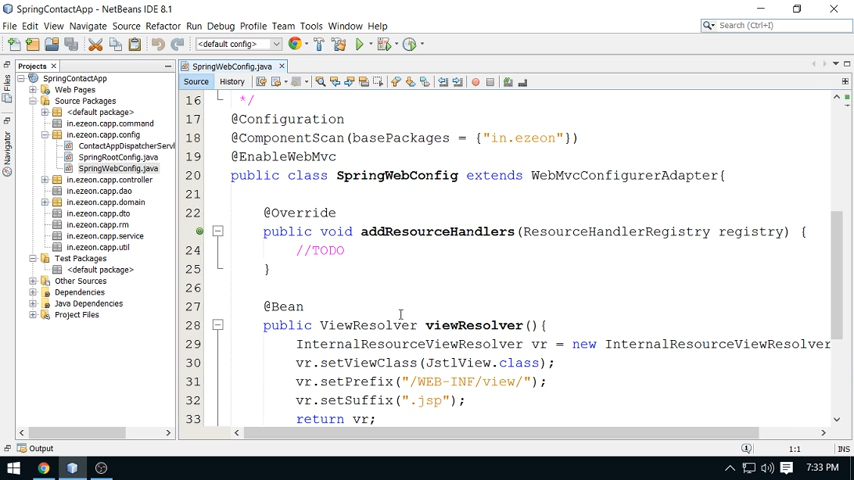 SpringContactApp - NetBeans IDE 8.1
File Edit View Navigate Source Refactor Run Debug Profile Team Tools Window Help
Search (Ctrl+I)
<default config>
Projects
SpringWebConfig.java
Files
Navigator
SpringContactApp
Web Pages
Source Packages
<default package>
in.ezeon.capp.command
in.ezeon.capp.config
ContactAppDispatcherServl
SpringRootConfig.java
SpringWebConfig.java
in.ezeon.capp.controller
in.ezeon.capp.dao
in.ezeon.capp.domain
in.ezeon.capp.dto
in.ezeon.capp.rm
in.ezeon.capp.service
in.ezeon.capp.util
Test Packages
<default package>
Other Sources
Dependencies
Java Dependencies
Project Files
Source History
16 */
17 @Configuration
18 @ComponentScan(basePackages = {"in.ezeon"})
19 @EnableWebMvc
20 public class SpringWebConfig extends WebMvcConfigurerAdapter{
21
22 @Override
public void addResourceHandlers(ResourceHandlerRegistry registry) {
24 //TODO
25 }
26
27 @Bean
28 public ViewResolver viewResolver(){
29 InternalResourceViewResolver vr = new InternalResourceViewResolver
30 vr.setViewClass(JstlView.class);
31 vr.setPrefix("/WEB-INF/view/");
32 vr.setSuffix(".jsp");
33 return vr;
Output
1:1 INS
7:33 PM